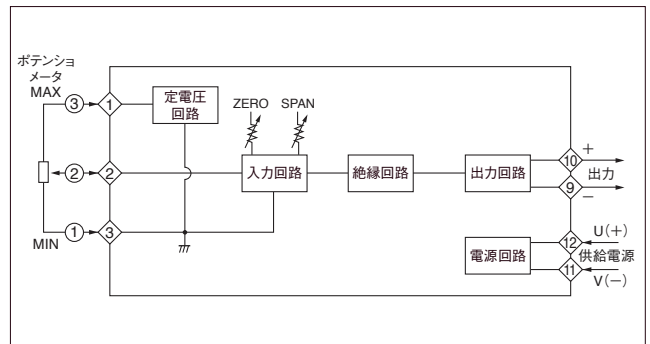 ポテンショ
メータ
MAX
③
1
定電圧
回路
ZERO
SPAN
②
2
入力回路
絶縁回路
出力回路
10
+
出力
9
−
①
3
MIN
電源回路
12
U(+)
供給電源
11
V(−)